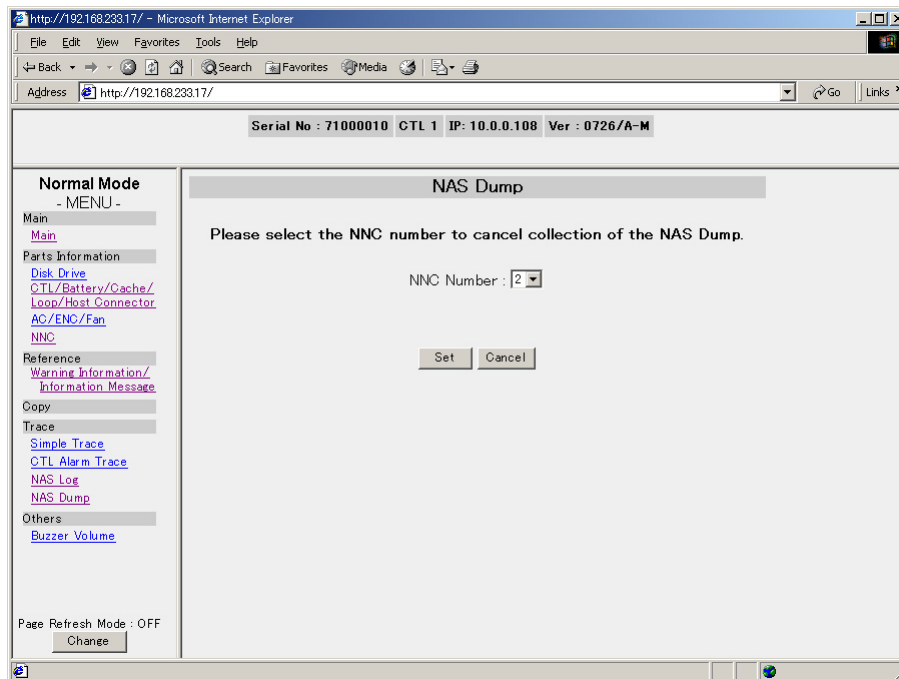 http://192.168.233.17/ - Microsoft Internet Explorer
File Edit View Favorites Tools Help
Back Search Favorites Media
Address http://192.168.233.17/ Go Links
Serial No : 71000010 CTL 1 IP: 10.0.0.108 Ver : 0726/A-M
Normal Mode
- MENU -
Main
Main
Parts Information
Disk Drive
CTL/Battery/Cache/
Loop/Host Connector
AC/ENC/Fan
NNC
Reference
Warning Information/
Information Message
Copy
Trace
Simple Trace
CTL Alarm Trace
NAS Log
NAS Dump
Others
Buzzer Volume
Page Refresh Mode : OFF
Change
NAS Dump
Please select the NNC number to cancel collection of the NAS Dump.
NNC Number : 2
Set Cancel